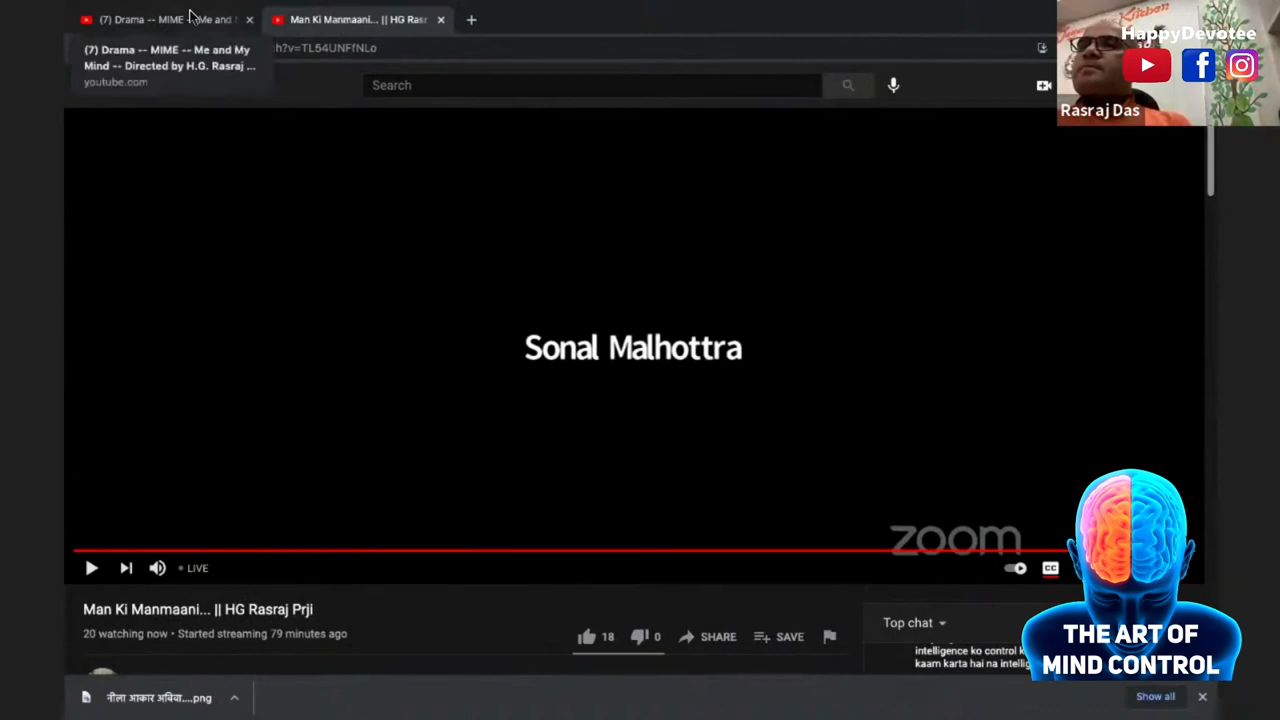 (7) Drama -- MIME -- Me and
Man Ki Manmaani... || HG Rasr
HappyDevotee
(7) Drama -- MIME -- Me and My
Mind -- Directed by H.G. Rasraj ...
youtube.com
h?v=TL54UNFfNLo
Search
Rasraj Das
Sonal Malhottra
zoom
LIVE
CC
Man Ki Manmaani... || HG Rasraj Prji
20 watching now • Started streaming 79 minutes ago
18
0
SHARE
SAVE
Top chat
intelligence ko control
kaam karta hai na
THE ART OF
MIND CONTROL
नीला आकार अविवा....png
Show all